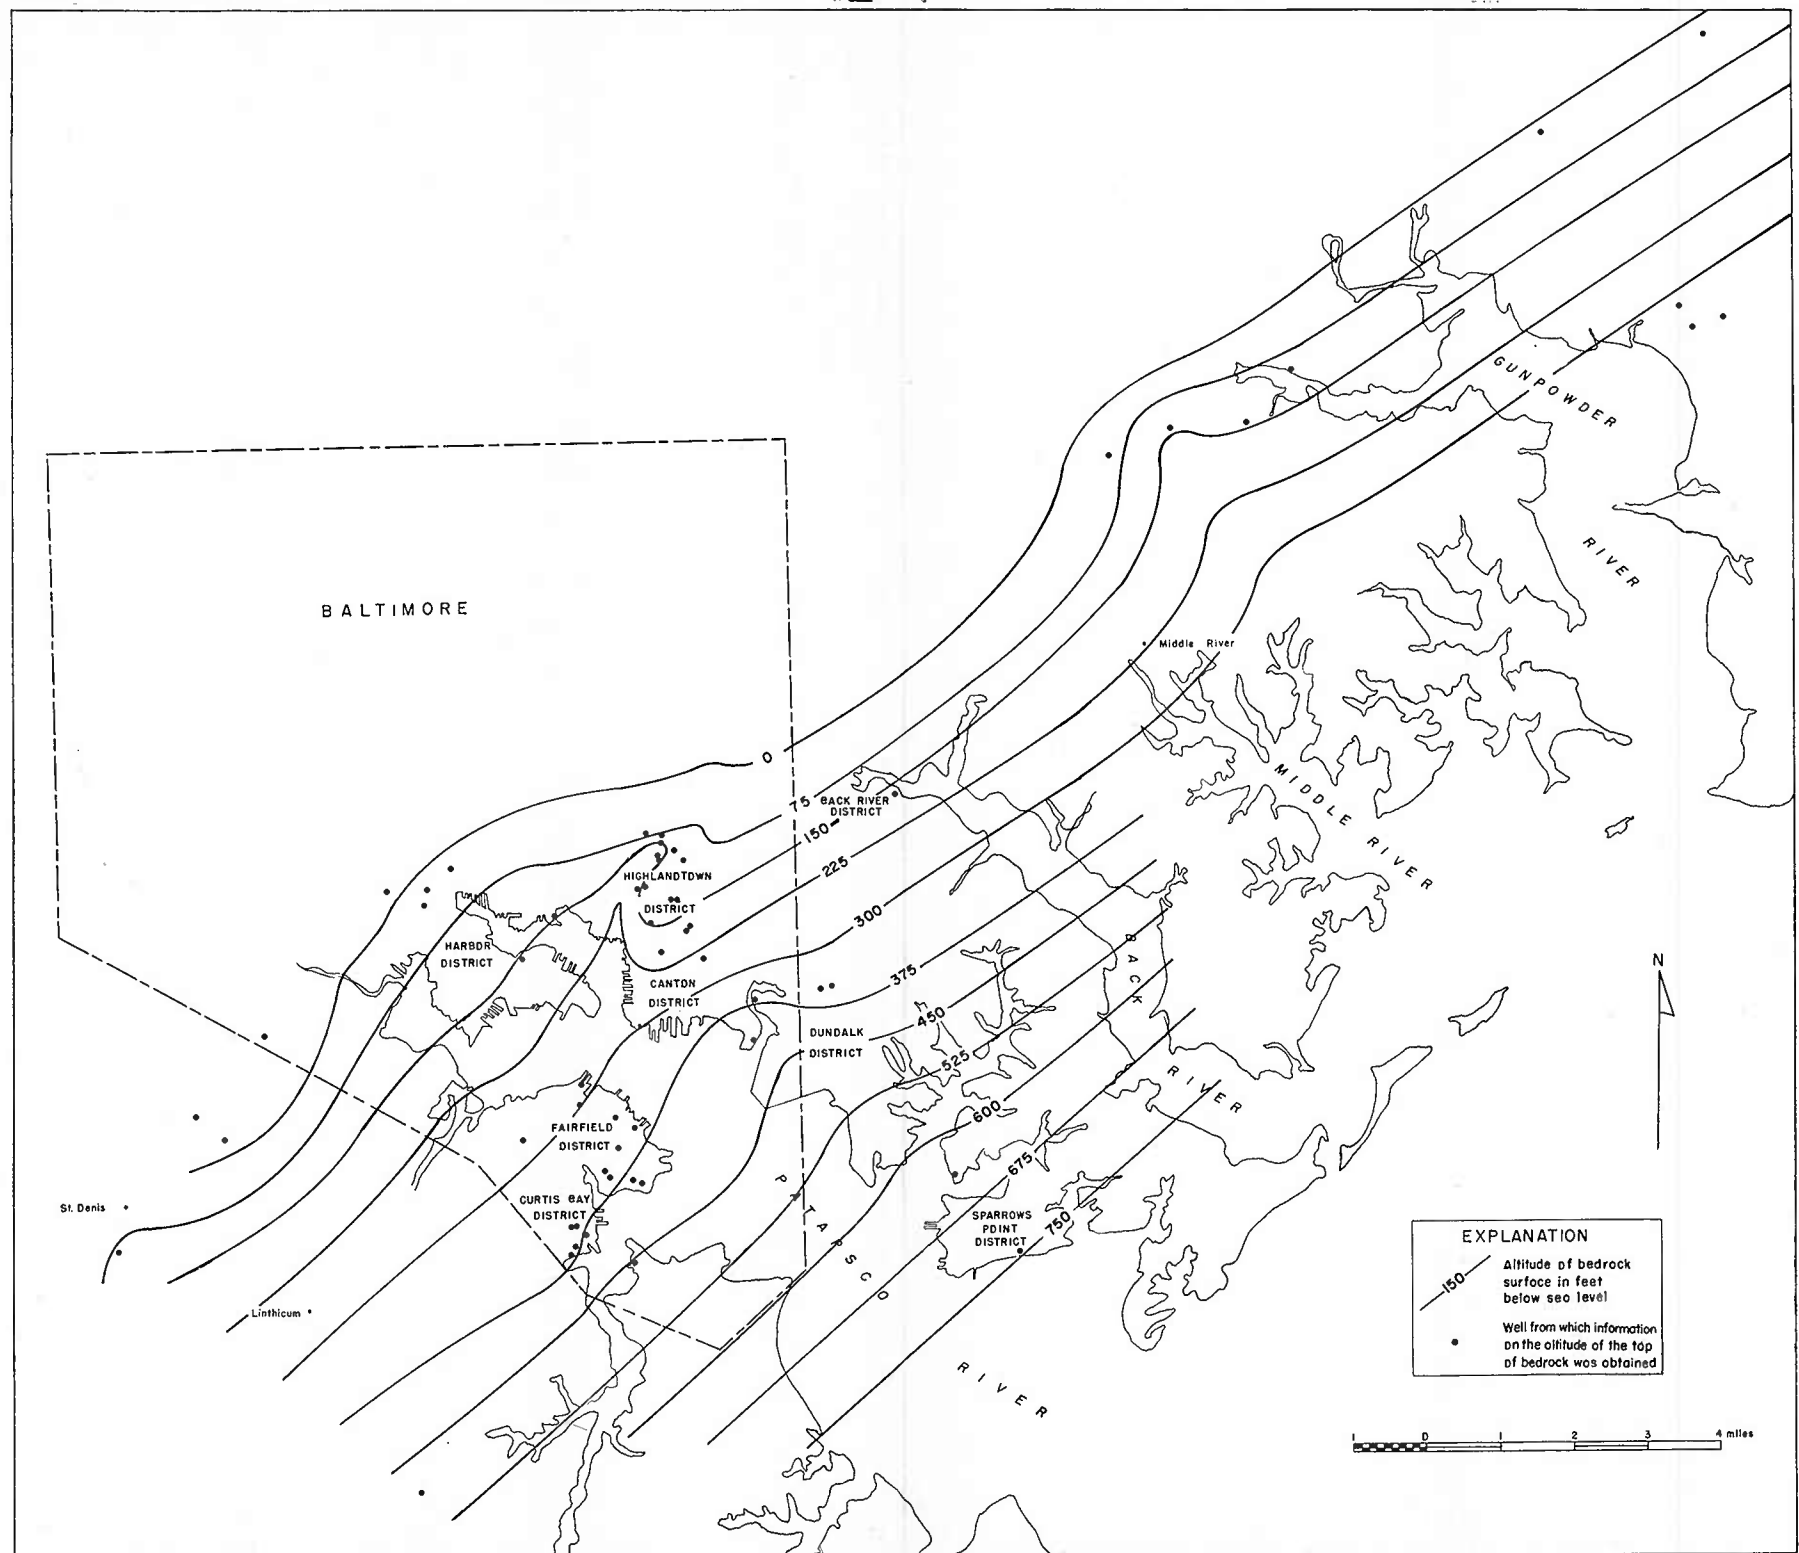 GUNPOWDER
RIVER
BALTIMORE
Middle River
MIDDLE RIVER
0
75
BACK RIVER
DISTRICT
150
225
300
375
450
525
600
675
750
HIGHLANDTOWN
DISTRICT
HARBOR
DISTRICT
CANTON
DISTRICT
DUNDALK
DISTRICT
BACK
RIVER
FAIRFIELD
DISTRICT
CURTIS BAY
DISTRICT
SPARROWS
POINT
DISTRICT
St. Denis
Linthicum
PATAPSCO
RIVER
N
EXPLANATION
150
Altitude of bedrock
surface in feet
below sea level
Well from which information
on the altitude of the top
of bedrock was obtained
1 0 1 2 3 4 miles